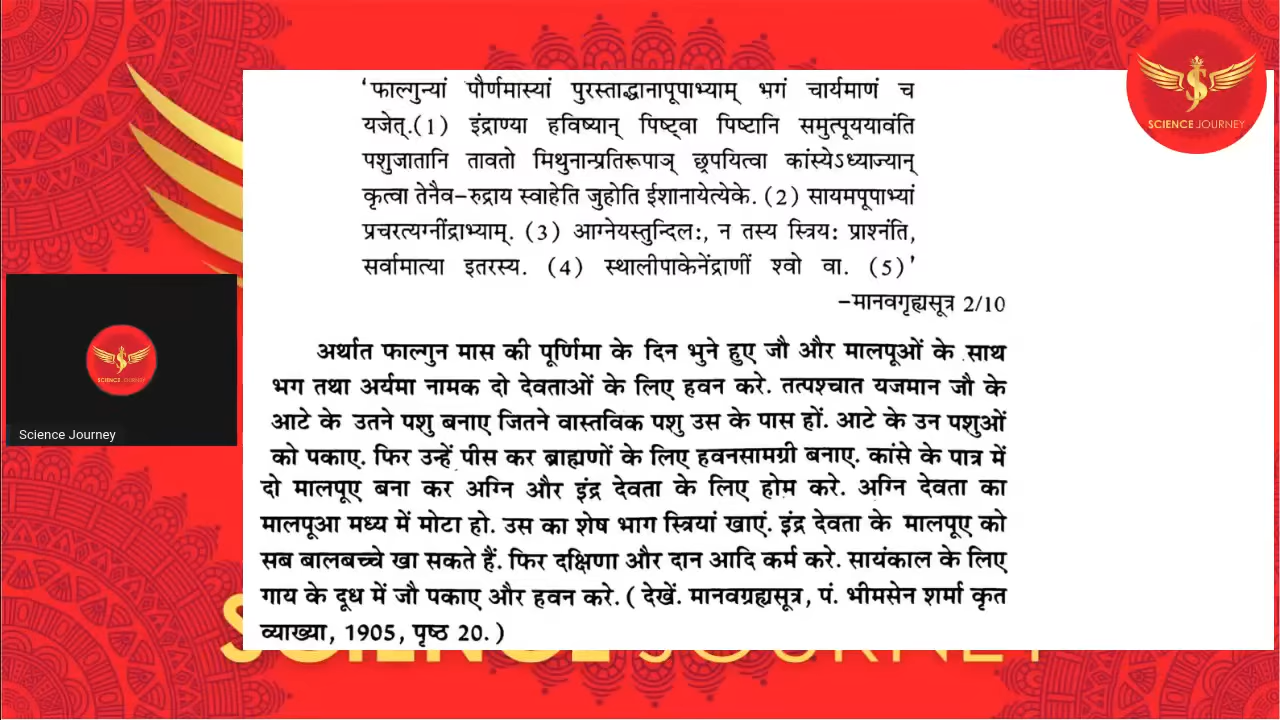 'फाल्गुन्यां पौर्णमास्यां पुरस्ताद्धानापूपाभ्याम् भगं चार्यमाणं च
यजेत्.(1) इंद्राण्या हविष्यान् पिष्ट्वा पिष्टानि समुत्पूययावंति
पशुजातानि तावतो मिथुनान्प्रतिरूपाञ् छ्रपयित्वा कांस्येऽध्याज्यान्
कृत्वा तेनैव-रुद्राय स्वाहेति जुहोति ईशानायेत्येके. (2) सायमपूपाभ्यां
प्रचरत्यग्नींद्राभ्याम्. (3) आग्नेयस्तुन्दिलः, न तस्य स्त्रियः प्राश्नंति,
सर्वामात्या इतरस्य. (4) स्थालीपाकेनेंद्राणीं श्वो वा. (5)'
-मानवगृह्यसूत्र 2/10
अर्थात फाल्गुन मास की पूर्णिमा के दिन भुने हुए जौ और मालपूओं के साथ
भग तथा अर्यमा नामक दो देवताओं के लिए हवन करे. तत्पश्चात यजमान जौ के
आटे के उतने पशु बनाए जितने वास्तविक पशु उस के पास हों. आटे के उन पशुओं
को पकाए. फिर उन्हें पीस कर ब्राह्मणों के लिए हवनसामग्री बनाए. कांसे के पात्र में
दो मालपूए बना कर अग्नि और इंद्र देवता के लिए होम करे. अग्नि देवता का
मालपूआ मध्य में मोटा हो. उस का शेष भाग स्त्रियां खाएं. इंद्र देवता के मालपूए को
सब बालबच्चे खा सकते हैं. फिर दक्षिणा और दान आदि कर्म करे. सायंकाल के लिए
गाय के दूध में जौ पकाए और हवन करे. ( देखें. मानवग्रह्यसूत्र, पं. भीमसेन शर्मा कृत
व्याख्या, 1905, पृष्ठ 20. )
SCIENCE JOURNEY
Science Journey
SCIENCE JOURNEY
SCIENCE JOURNEY